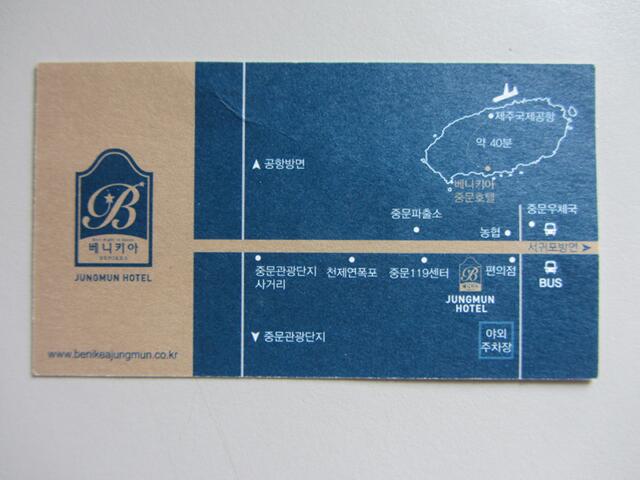 B
베니키아
BENIKEA
JUNGMUN HOTEL
www.benikeajungmun.co.kr
제주국제공항
약 40분
베니키아
중문호텔
공항방면
중문파출소
농협
중문우체국
서귀포방면
중문관광단지
사거리
천제연폭포
중문119센터
JUNGMUN
HOTEL
편의점
BUS
중문관광단지
야외
주차장